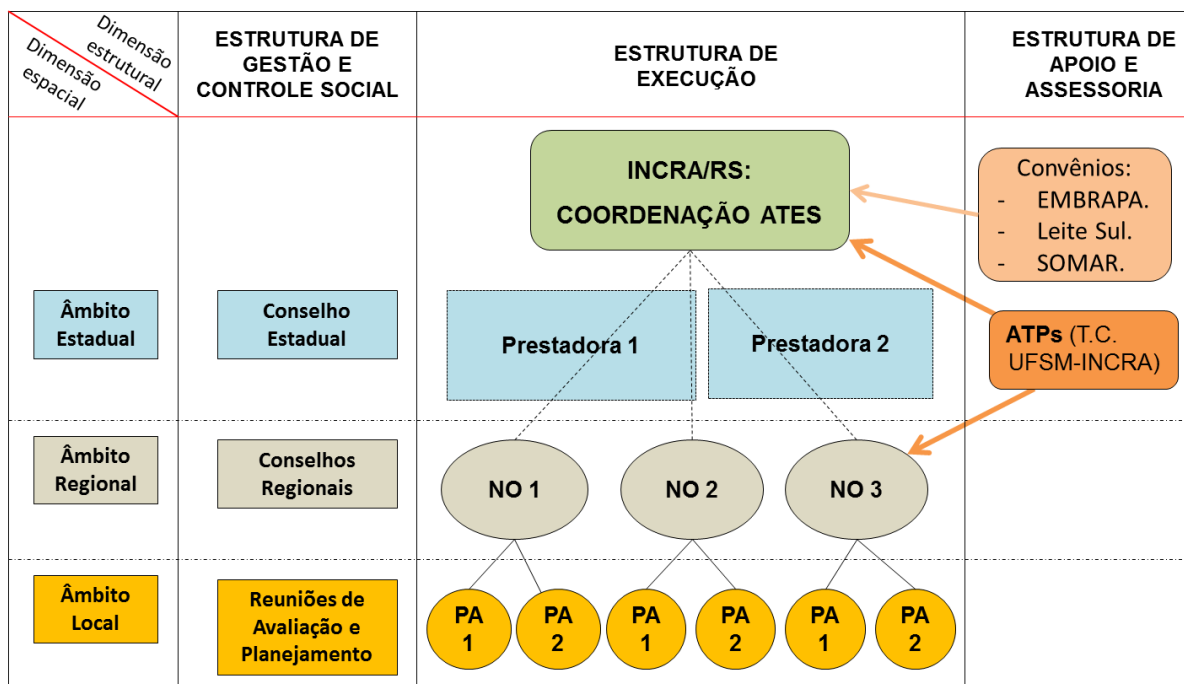 Dimensão
estrutural
Dimensão
espacial
ESTRUTURA DE
GESTÃO E
CONTROLE SOCIAL
ESTRUTURA DE
EXECUÇÃO
ESTRUTURA DE
APOIO E
ASSESSORIA
INCRA/RS:
COORDENAÇÃO ATES
Convênios:
- EMBRAPA.
- Leite Sul.
- SOMAR.
Âmbito
Estadual
Conselho
Estadual
Prestadora 1
Prestadora 2
ATPs (T.C.
UFSM-INCRA)
Âmbito
Regional
Conselhos
Regionais
NO 1
NO 2
NO 3
Âmbito
Local
Reuniões de
Avaliação e
Planejamento
PA
1
PA
2
PA
1
PA
2
PA
1
PA
2